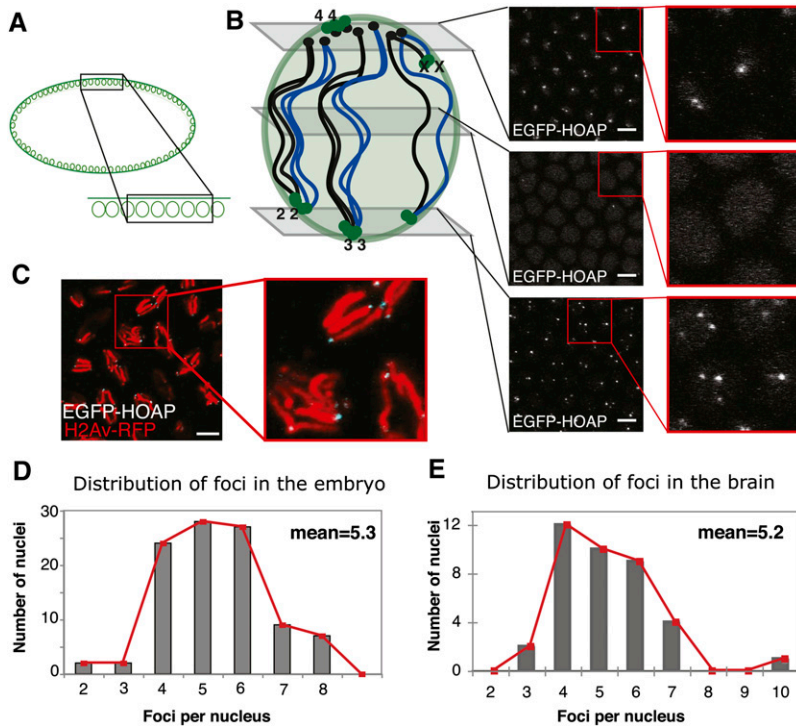 A
B
4 4
X X
2 2
3 3
EGFP-HOAP
EGFP-HOAP
EGFP-HOAP
C
EGFP-HOAP
H2Av-RFP
D
Distribution of foci in the embryo
mean=5.3
Number of nuclei
30
20
10
0
2 3 4 5 6 7 8
Foci per nucleus
E
Distribution of foci in the brain
mean=5.2
Number of nuclei
12
8
4
0
2 3 4 5 6 7 8 9 10
Foci per nucleus